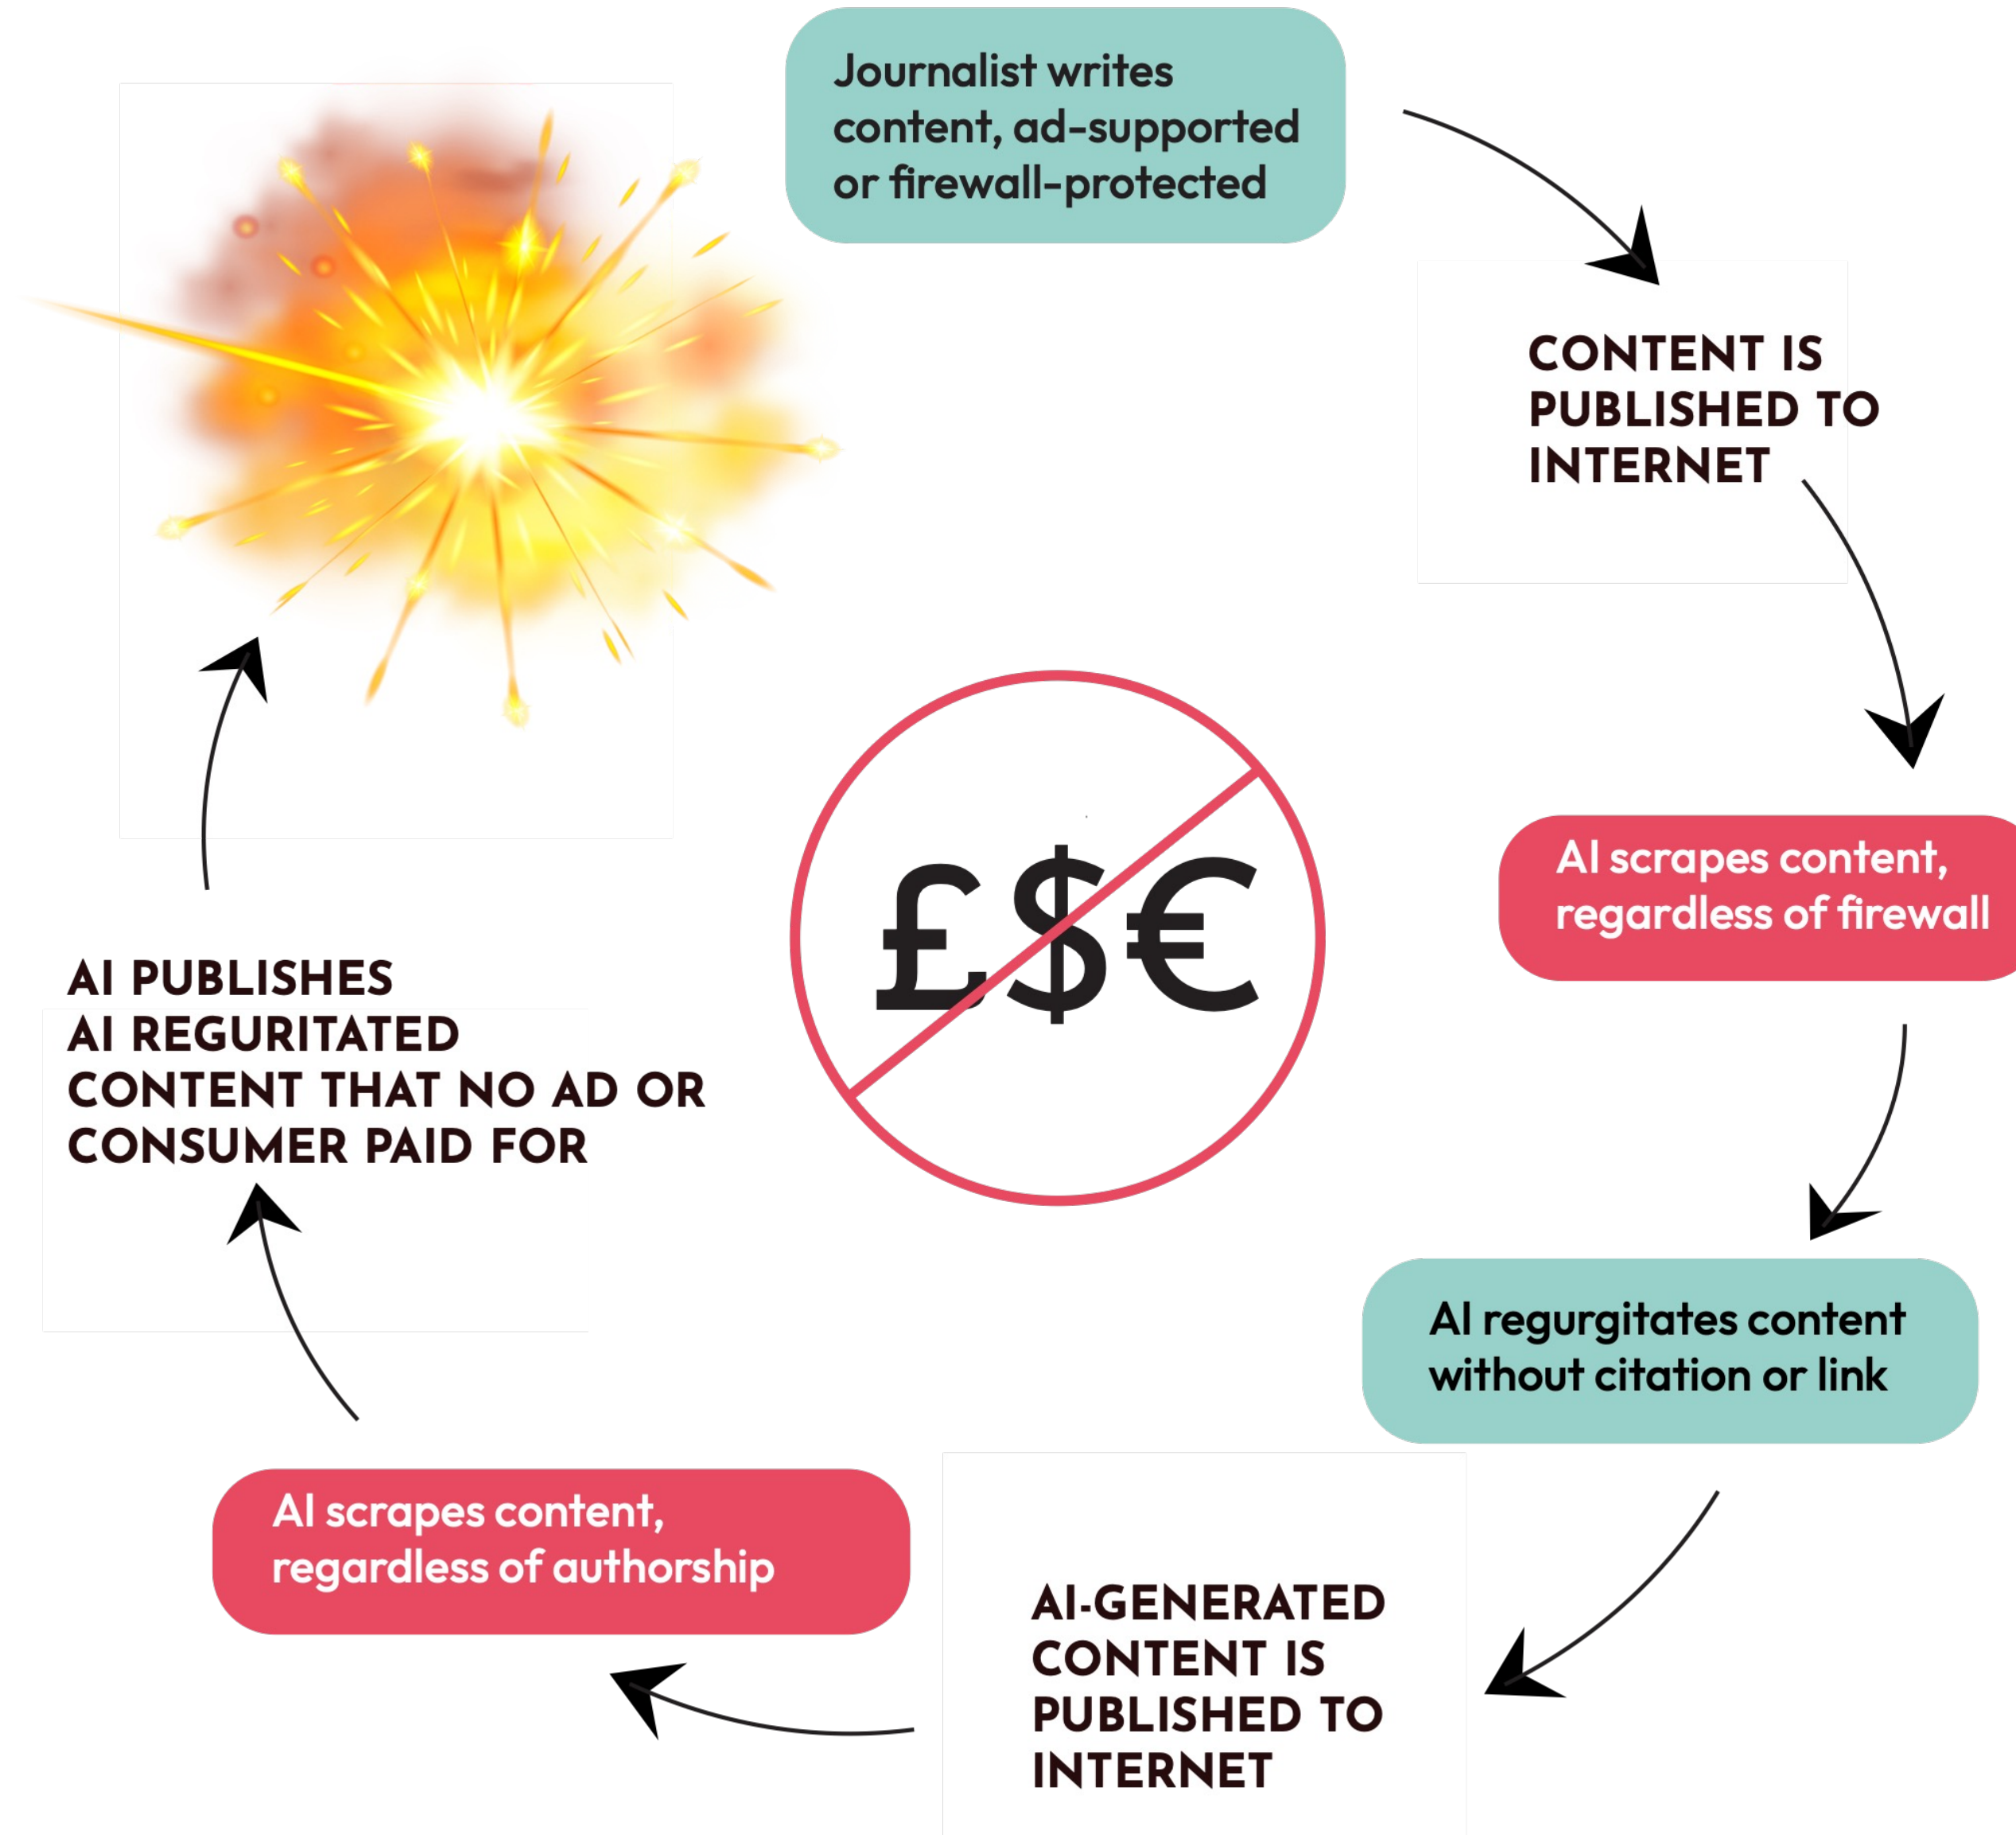 Journalist writes
content, ad-supported
or firewall-protected
CONTENT IS
PUBLISHED TO
INTERNET
AI scrapes content,
regardless of firewall
AI regurgitates content
without citation or link
AI-GENERATED
CONTENT IS
PUBLISHED TO
INTERNET
AI scrapes content,
regardless of authorship
AI PUBLISHES
AI REGURITATED
CONTENT THAT NO AD OR
CONSUMER PAID FOR
£$€